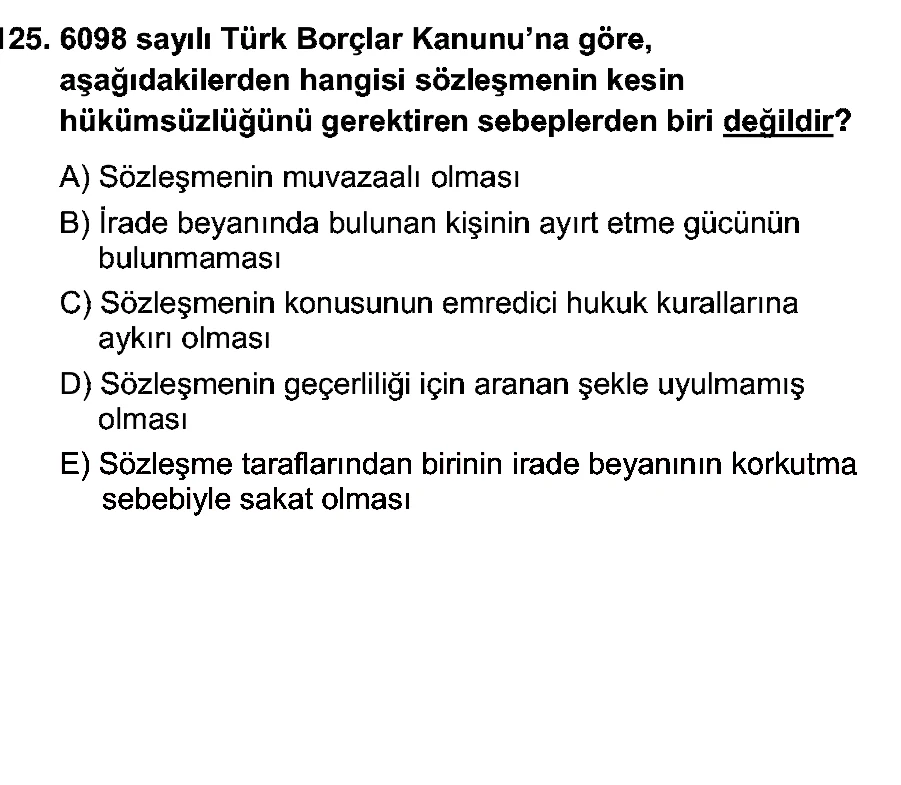 125. 6098 sayılı Türk Borçlar Kanunu’na göre,
aşağıdakilerden hangisi sözleşmenin kesin
hükümsüzlüğünü gerektiren sebeplerden biri değildir?
A) Sözleşmenin muvazaalı olması
B) İrade beyanında bulunan kişinin ayırt etme gücünün
bulunmaması
C) Sözleşmenin konusunun emredici hukuk kurallarına
aykırı olması
D) Sözleşmenin geçerliliği için aranan şekle uyulmamış
olması
E) Sözleşme taraflarından birinin irade beyanının korkutma
sebebiyle sakat olması